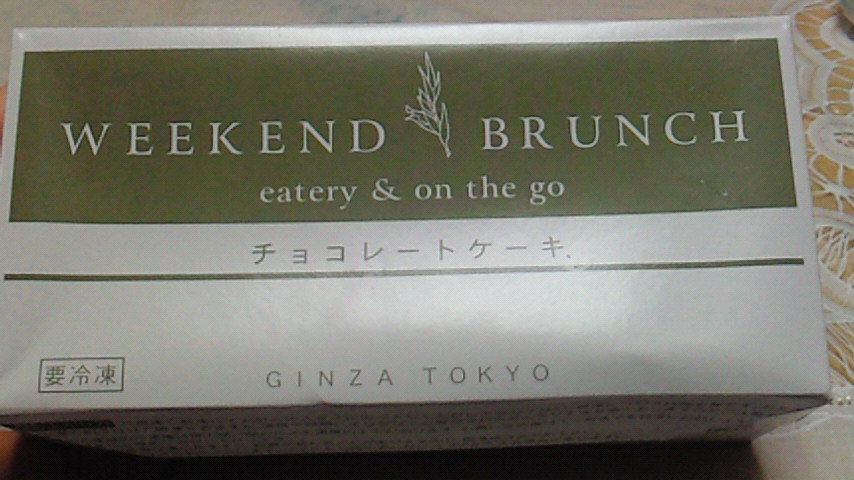 WEEKEND BRUNCH
eatery & on the go
チョコレートケーキ
要冷凍
GINZA TOKYO